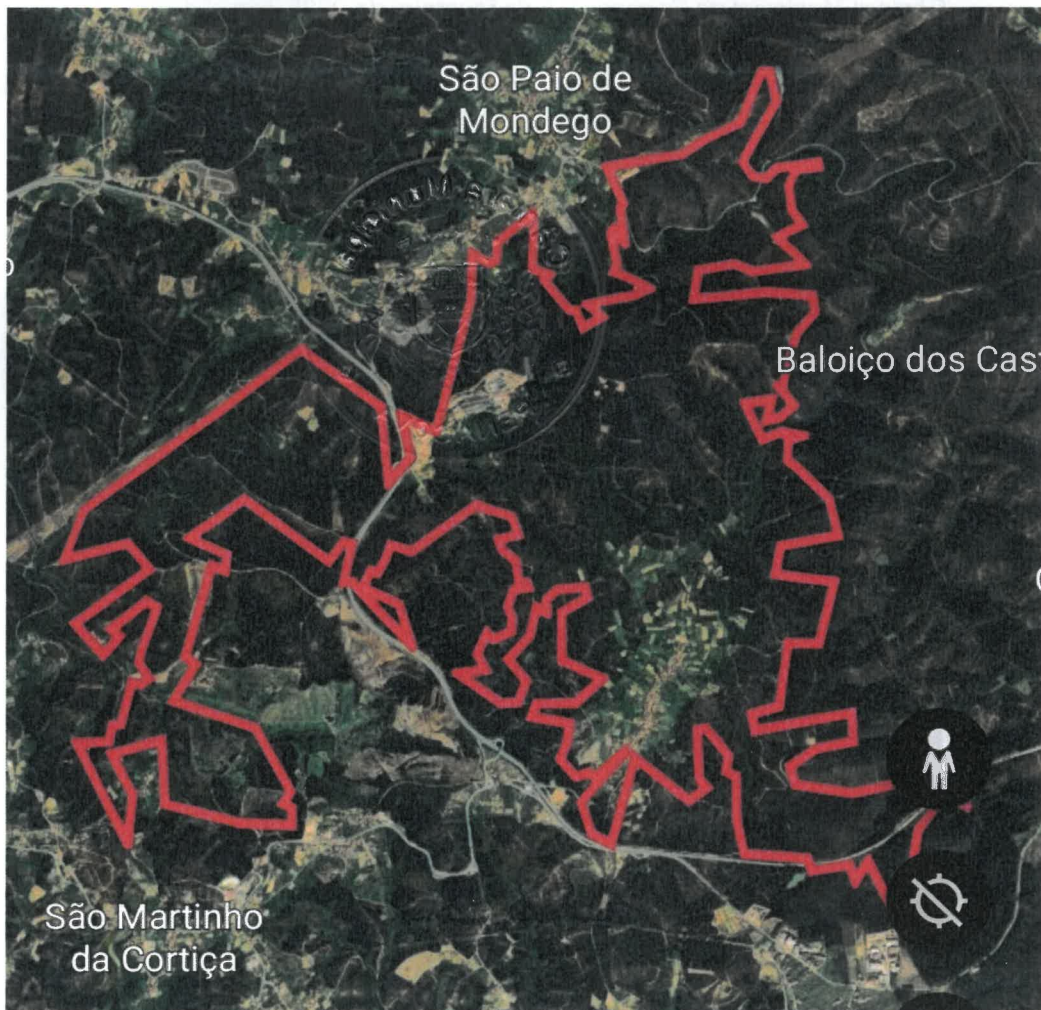 São Paio de
Mondego
Baloiço dos Cast
São Martinho
da Cortiça